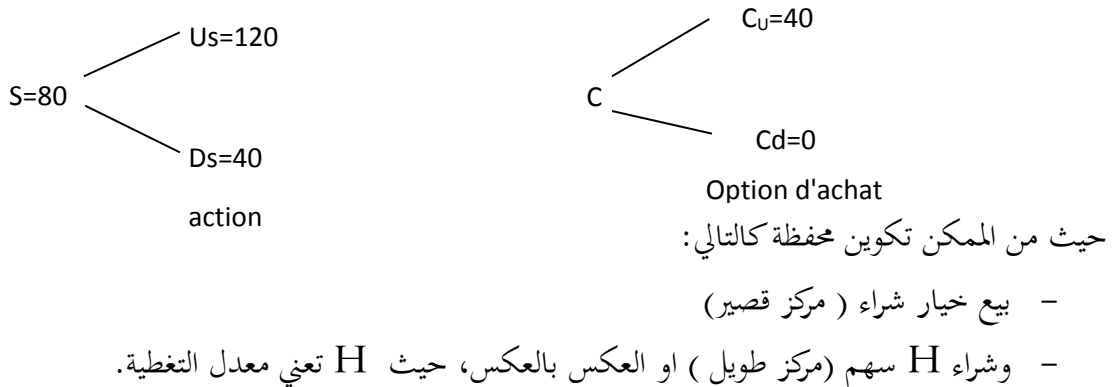 Us=120
S=80
Ds=40
action
Cᵤ=40
C
Cd=0
Option d'achat
حيث من الممكن تكوين محفظة كالتالي:
- بيع خيار شراء ( مركز قصير)
- وشراء H سهم (مركز طويل ) او العكس بالعكس، حيث H تعني معدل التغطية.